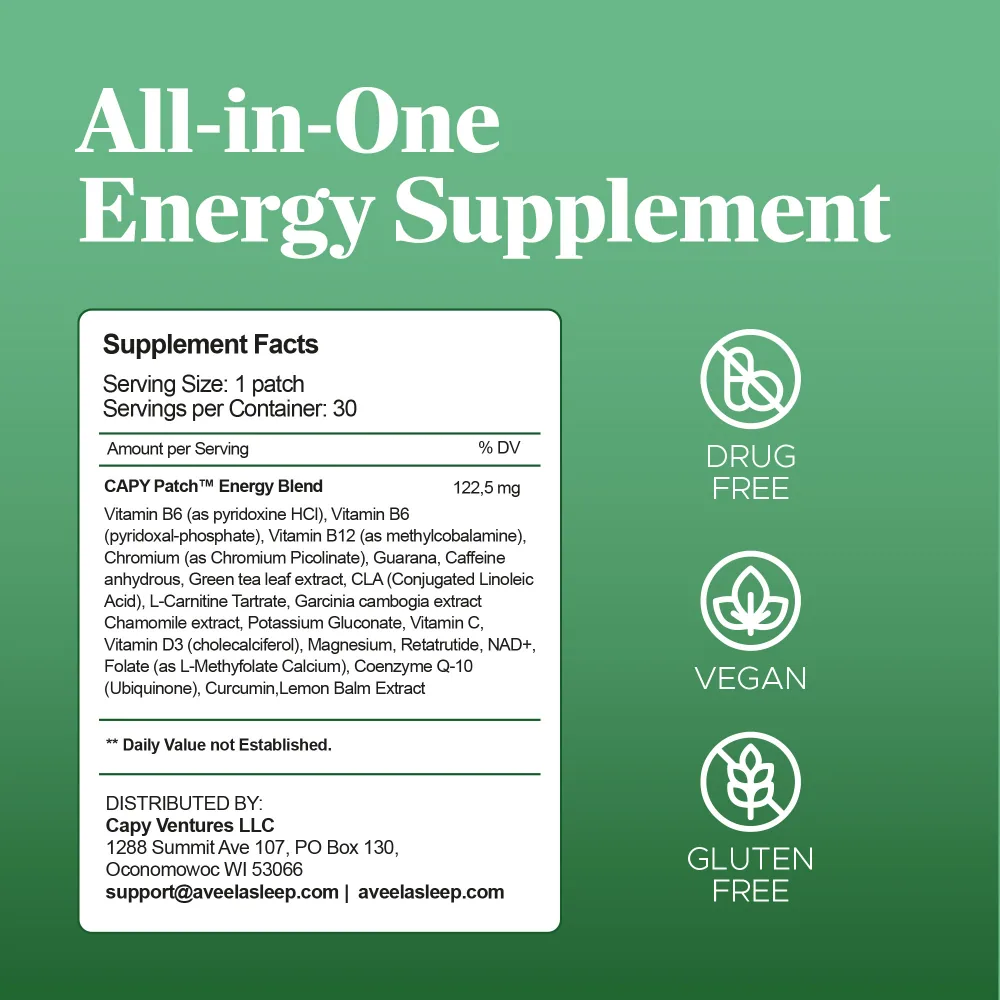 All-in-One
Energy Supplement
Supplement Facts
Serving Size: 1 patch
Servings per Container: 30
Amount per Serving % DV
CAPY Patch™ Energy Blend 122,5 mg
Vitamin B6 (as pyridoxine HCl), Vitamin B6
(pyridoxal-phosphate), Vitamin B12 (as methylcobalamine),
Chromium (as Chromium Picolinate), Guarana, Caffeine
anhydrous, Green tea leaf extract, CLA (Conjugated Linoleic
Acid), L-Carnitine Tartrate, Garcinia cambogia extract
Chamomile extract, Potassium Gluconate, Vitamin C,
Vitamin D3 (cholecalciferol), Magnesium, Retatrutide, NAD+,
Folate (as L-Methyfolate Calcium), Coenzyme Q-10
(Ubiquinone), Curcumin,Lemon Balm Extract
** Daily Value not Established.
DISTRIBUTED BY:
Capy Ventures LLC
1288 Summit Ave 107, PO Box 130,
Oconomowoc WI 53066
support@aveelasleep.com | aveelasleep.com
DRUG
FREE
VEGAN
GLUTEN
FREE